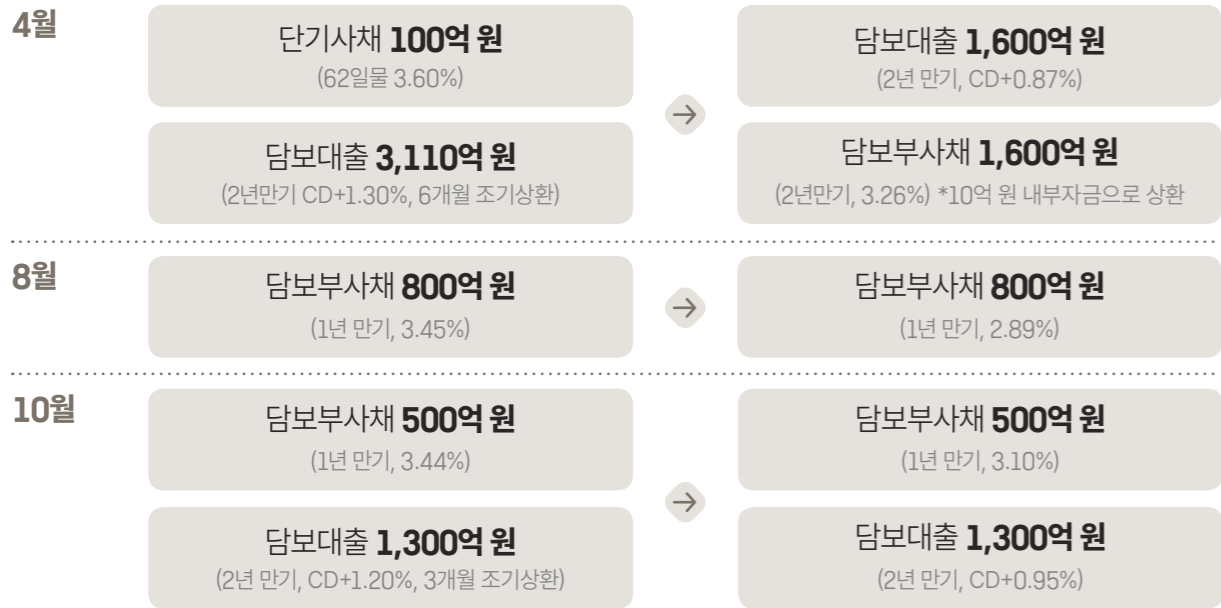 4월
단기사채 100억 원
(62일물 3.60%)
담보대출 3,110억 원
(2년만기 CD+1.30%, 6개월 조기상환)
담보대출 1,600억 원
(2년 만기, CD+0.87%)
담보부사채 1,600억 원
(2년만기, 3.26%) *10억 원 내부자금으로 상환
8월
담보부사채 800억 원
(1년 만기, 3.45%)
담보부사채 800억 원
(1년 만기, 2.89%)
10월
담보부사채 500억 원
(1년 만기, 3.44%)
담보대출 1,300억 원
(2년 만기, CD+1.20%, 3개월 조기상환)
담보부사채 500억 원
(1년 만기, 3.10%)
담보대출 1,300억 원
(2년 만기, CD+0.95%)